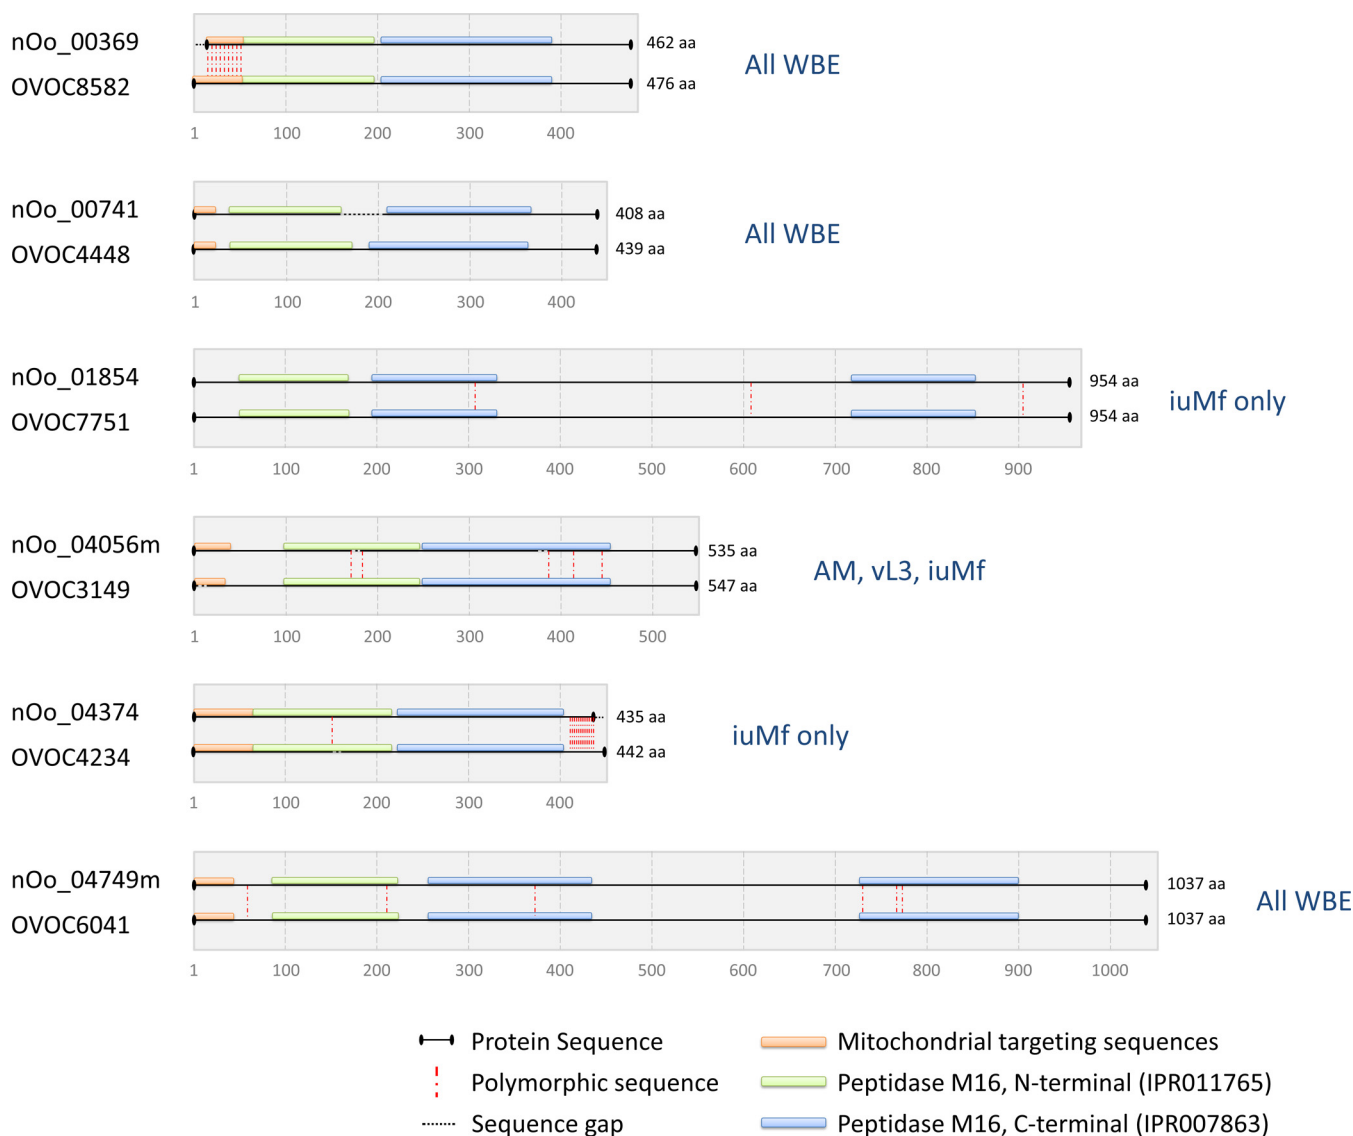 nOo_00369
462 aa
OVOC8582
476 aa
All WBE
1 100 200 300 400
nOo_00741
408 aa
OVOC4448
439 aa
All WBE
1 100 200 300 400
nOo_01854
954 aa
OVOC7751
954 aa
iuMf only
1 100 200 300 400 500 600 700 800 900
nOo_04056m
535 aa
OVOC3149
547 aa
AM, vL3, iuMf
1 100 200 300 400 500
nOo_04374
435 aa
OVOC4234
442 aa
iuMf only
1 100 200 300 400
nOo_04749m
1037 aa
OVOC6041
1037 aa
All WBE
1 100 200 300 400 500 600 700 800 900 1000
Protein Sequence
Mitochondrial targeting sequences
Polymorphic sequence
Peptidase M16, N-terminal (IPR011765)
Sequence gap
Peptidase M16, C-terminal (IPR007863)